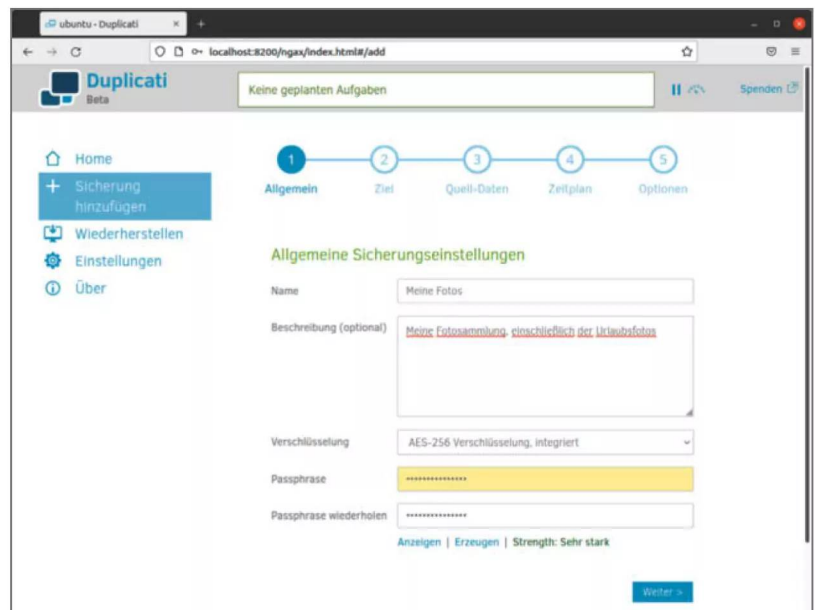 ubuntu - Duplicati
localhost:8200/ngax/index.html#/add
Duplicati
Beta
Keine geplanten Aufgaben
Spenden
Home
Sicherung
hinzufügen
Wiederherstellen
Einstellungen
Über
1 2 3 4 5
Allgemein Ziel Quell-Daten Zeitplan Optionen
Allgemeine Sicherungseinstellungen
Name Meine Fotos
Beschreibung (optional) Meine Fotosammlung, einschließlich der Urlaubsfotos
Verschlüsselung AES-256 Verschlüsselung, integriert
Passphrase
Passphrase wiederholen
Anzeigen | Erzeugen | Strength: Sehr stark
Weiter >